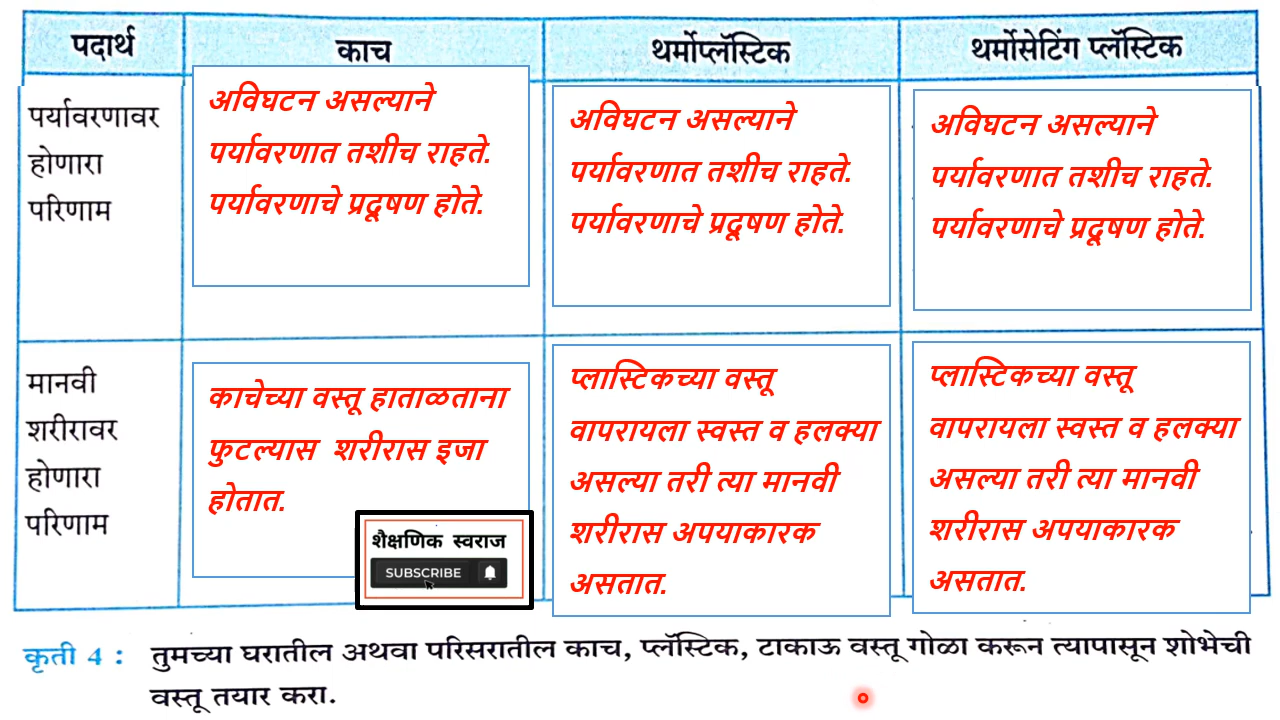 पदार्थ काच थर्मोप्लॅस्टिक थर्मोसेटिंग प्लॅस्टिक
पर्यावरणावर
होणारा
परिणाम
अविघटन असल्याने
पर्यावरणात तशीच राहते.
पर्यावरणाचे प्रदूषण होते.
अविघटन असल्याने
पर्यावरणात तशीच राहते.
पर्यावरणाचे प्रदूषण होते.
अविघटन असल्याने
पर्यावरणात तशीच राहते.
पर्यावरणाचे प्रदूषण होते.
मानवी
शरीरावर
होणारा
परिणाम
काचेच्या वस्तू हाताळताना
फुटल्यास शरीरास इजा
होतात.
प्लास्टिकच्या वस्तू
वापरायला स्वस्त व हलक्या
असल्या तरी त्या मानवी
शरीरास अपयाकारक
असतात.
प्लास्टिकच्या वस्तू
वापरायला स्वस्त व हलक्या
असल्या तरी त्या मानवी
शरीरास अपयाकारक
असतात.
शैक्षणिक स्वराज
SUBSCRIBE
कृती 4 : तुमच्या घरातील अथवा परिसरातील काच, प्लॅस्टिक, टाकाऊ वस्तू गोळा करून त्यापासून शोभेची
वस्तू तयार करा.